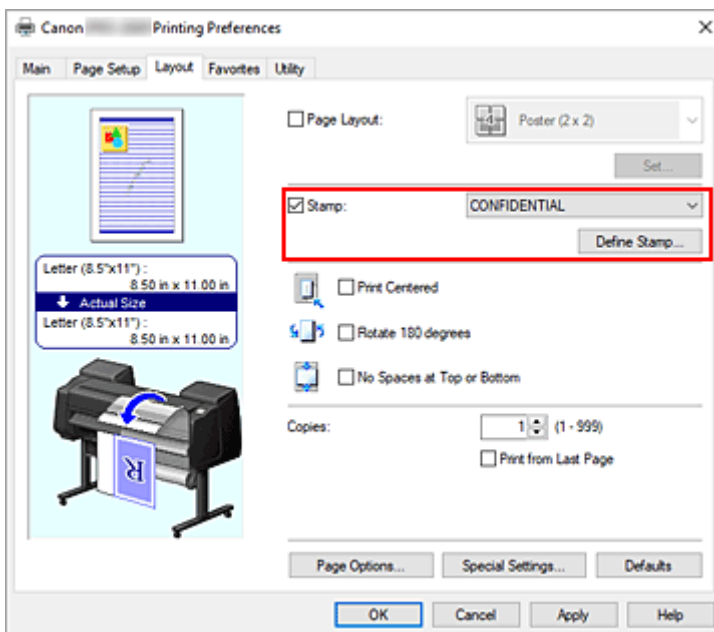 Canon Printing Preferences
Main Page Setup Layout Favorites Utility
Page Layout: Poster (2 x 2)
Set...
Stamp: CONFIDENTIAL
Define Stamp...
Letter (8.5"x11") :
8.50 in x 11.00 in
Actual Size
Letter (8.5"x11") :
8.50 in x 11.00 in
Print Centered
Rotate 180 degrees
No Spaces at Top or Bottom
Copies: 1 (1 - 999)
Print from Last Page
R
Page Options... Special Settings... Defaults
OK Cancel Apply Help